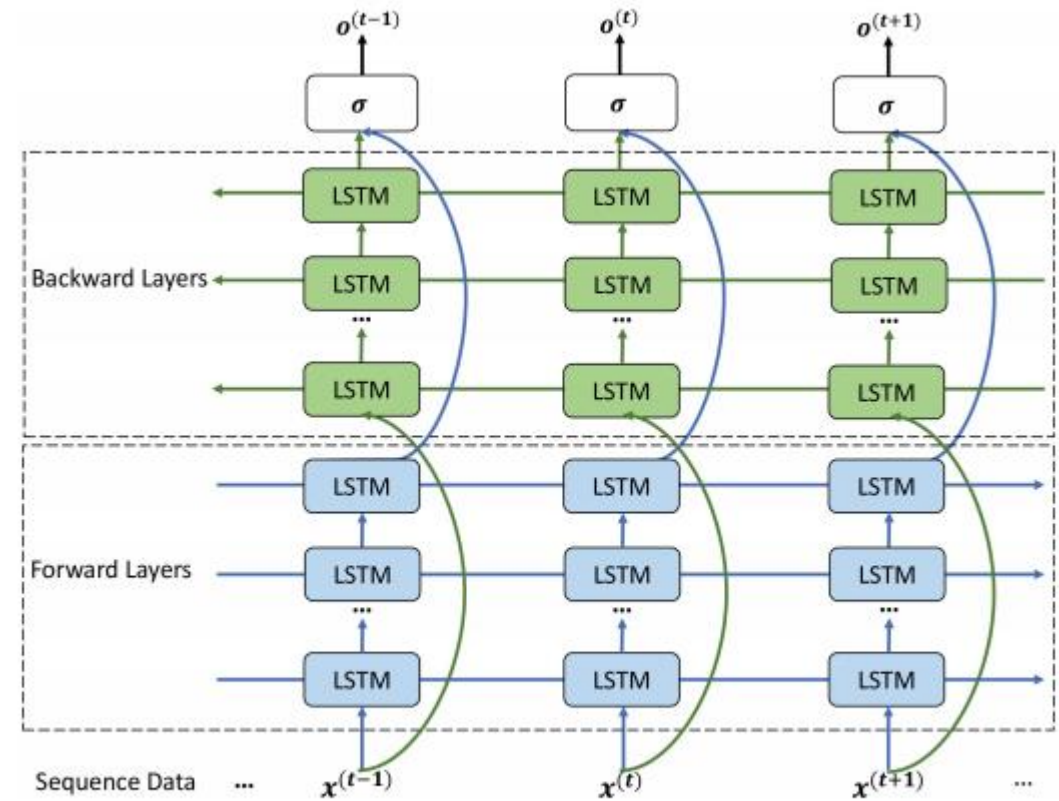 o^(t-1) o^(t) o^(t+1)
σ σ σ
LSTM LSTM LSTM
Backward Layers LSTM LSTM LSTM
... ... ...
LSTM LSTM LSTM
LSTM LSTM LSTM
Forward Layers LSTM LSTM LSTM
... ... ...
LSTM LSTM LSTM
Sequence Data ... x^(t-1) x^(t) x^(t+1) ...